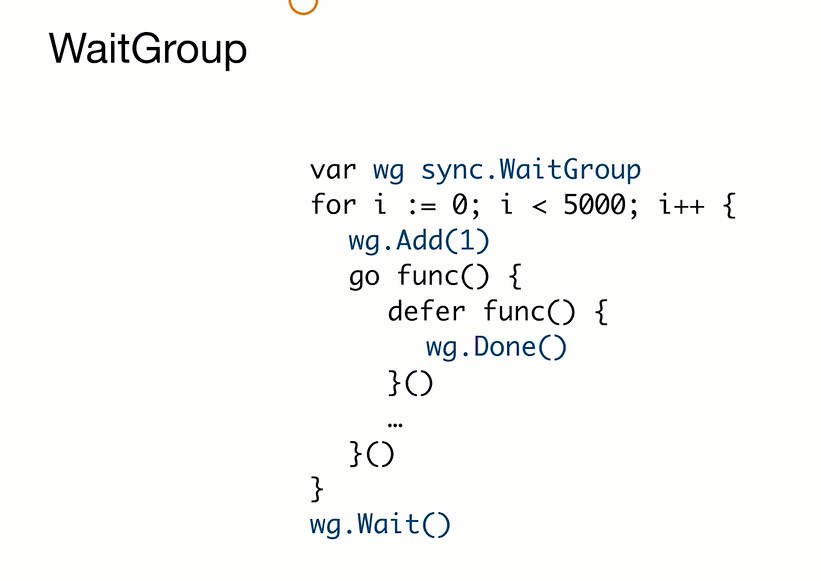 WaitGroup
var wg sync.WaitGroup
for i := 0; i < 5000; i++ {
wg.Add(1)
go func() {
defer func() {
wg.Done()
}()
…
}()
}
wg.Wait()